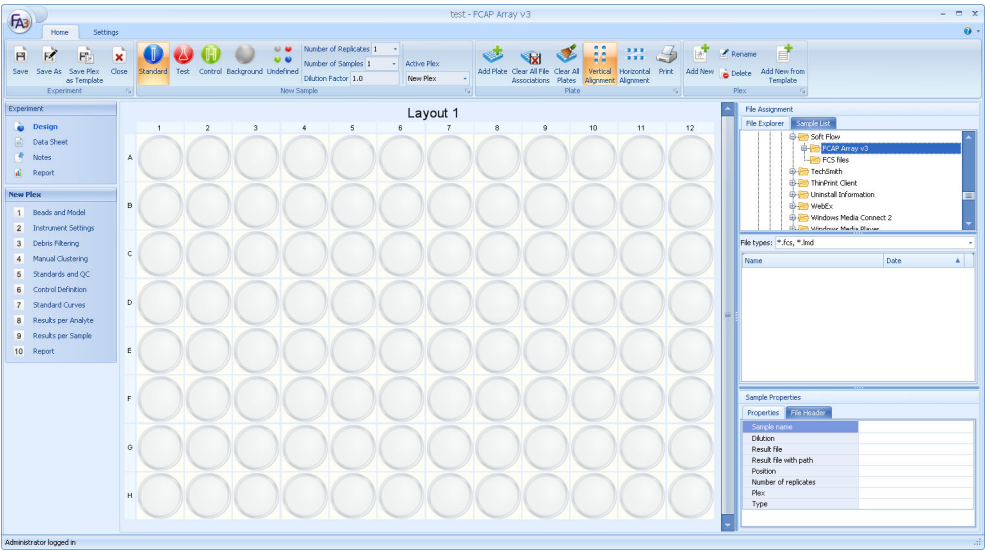 test - FCAP Array v3
FA3
Home Settings
Save
Save As
Save Plex as Template
Close
Experiment
Standard
Test
Control
Background
Undefined
Number of Replicates 1
Number of Samples 1
Dilution Factor 1.0
Active Plex
New Plex
New Sample
Add Plate
Clear All File Associations
Clear All Plates
Vertical Alignment
Horizontal Alignment
Print
Plate
Add New
Rename
Delete
Add New from Template
Plex
Experiment
Design
Data Sheet
Notes
Report
New Plex
1 Beads and Model
2 Instrument Settings
3 Debris Filtering
4 Manual Clustering
5 Standards and QC
6 Control Definition
7 Standard Curves
8 Results per Analyte
9 Results per Sample
10 Report
Layout 1
1 2 3 4 5 6 7 8 9 10 11 12
A
B
C
D
E
F
G
H
File Assignment
File Explorer Sample List
Soft Flow
FCAP Array v3
FCS files
TechSmith
ThinPrint Client
Uninstall Information
WebEx
Windows Media Connect 2
Windows Media Player
File types: *.fcs, *.lmd
Name Date
Sample Properties
Properties File Header
Sample name
Dilution
Result file
Result file with path
Position
Number of replicates
Plex
Type
Administrator logged in